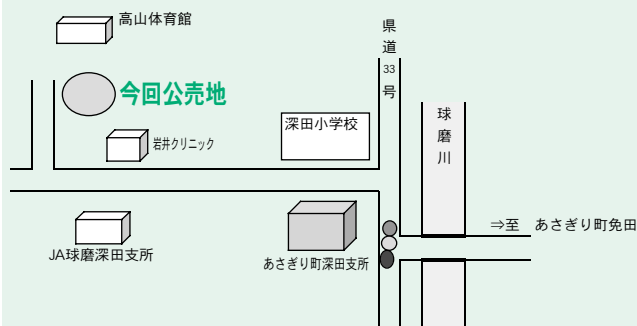 高山体育館
今回公売地
岩井クリニック
深田小学校
県道33号
球磨川
⇒至 あさぎり町免田
JA球磨深田支所
あさぎり町深田支所